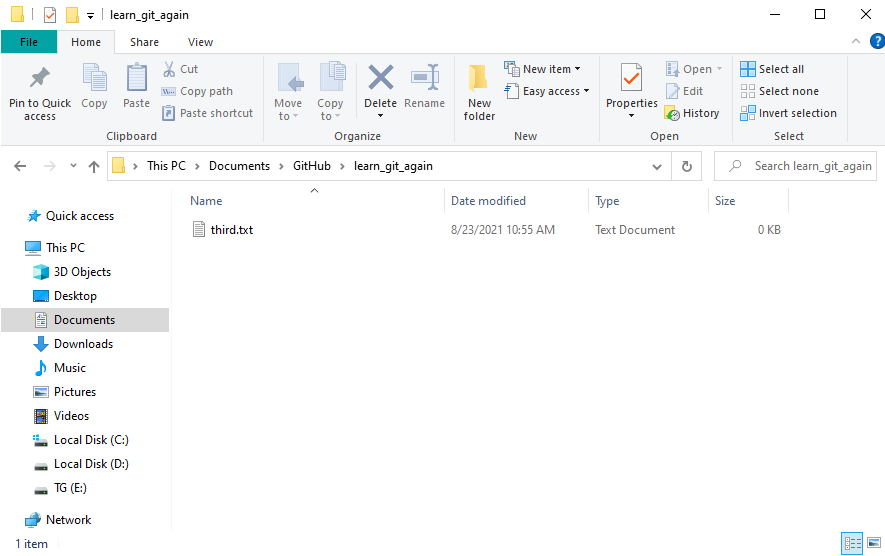 learn_git_again
File Home Share View
Pin to Quick access
Copy
Paste
Cut
Copy path
Paste shortcut
Clipboard
Move to
Copy to
Delete
Rename
Organize
New folder
New item
Easy access
New
Properties
Open
Edit
History
Open
Select all
Select none
Invert selection
Select
This PC > Documents > GitHub > learn_git_again
Search learn_git_again
Name Date modified Type Size
third.txt 8/23/2021 10:55 AM Text Document 0 KB
Quick access
This PC
3D Objects
Desktop
Documents
Downloads
Music
Pictures
Videos
Local Disk (C:)
Local Disk (D:)
TG (E:)
Network
1 item